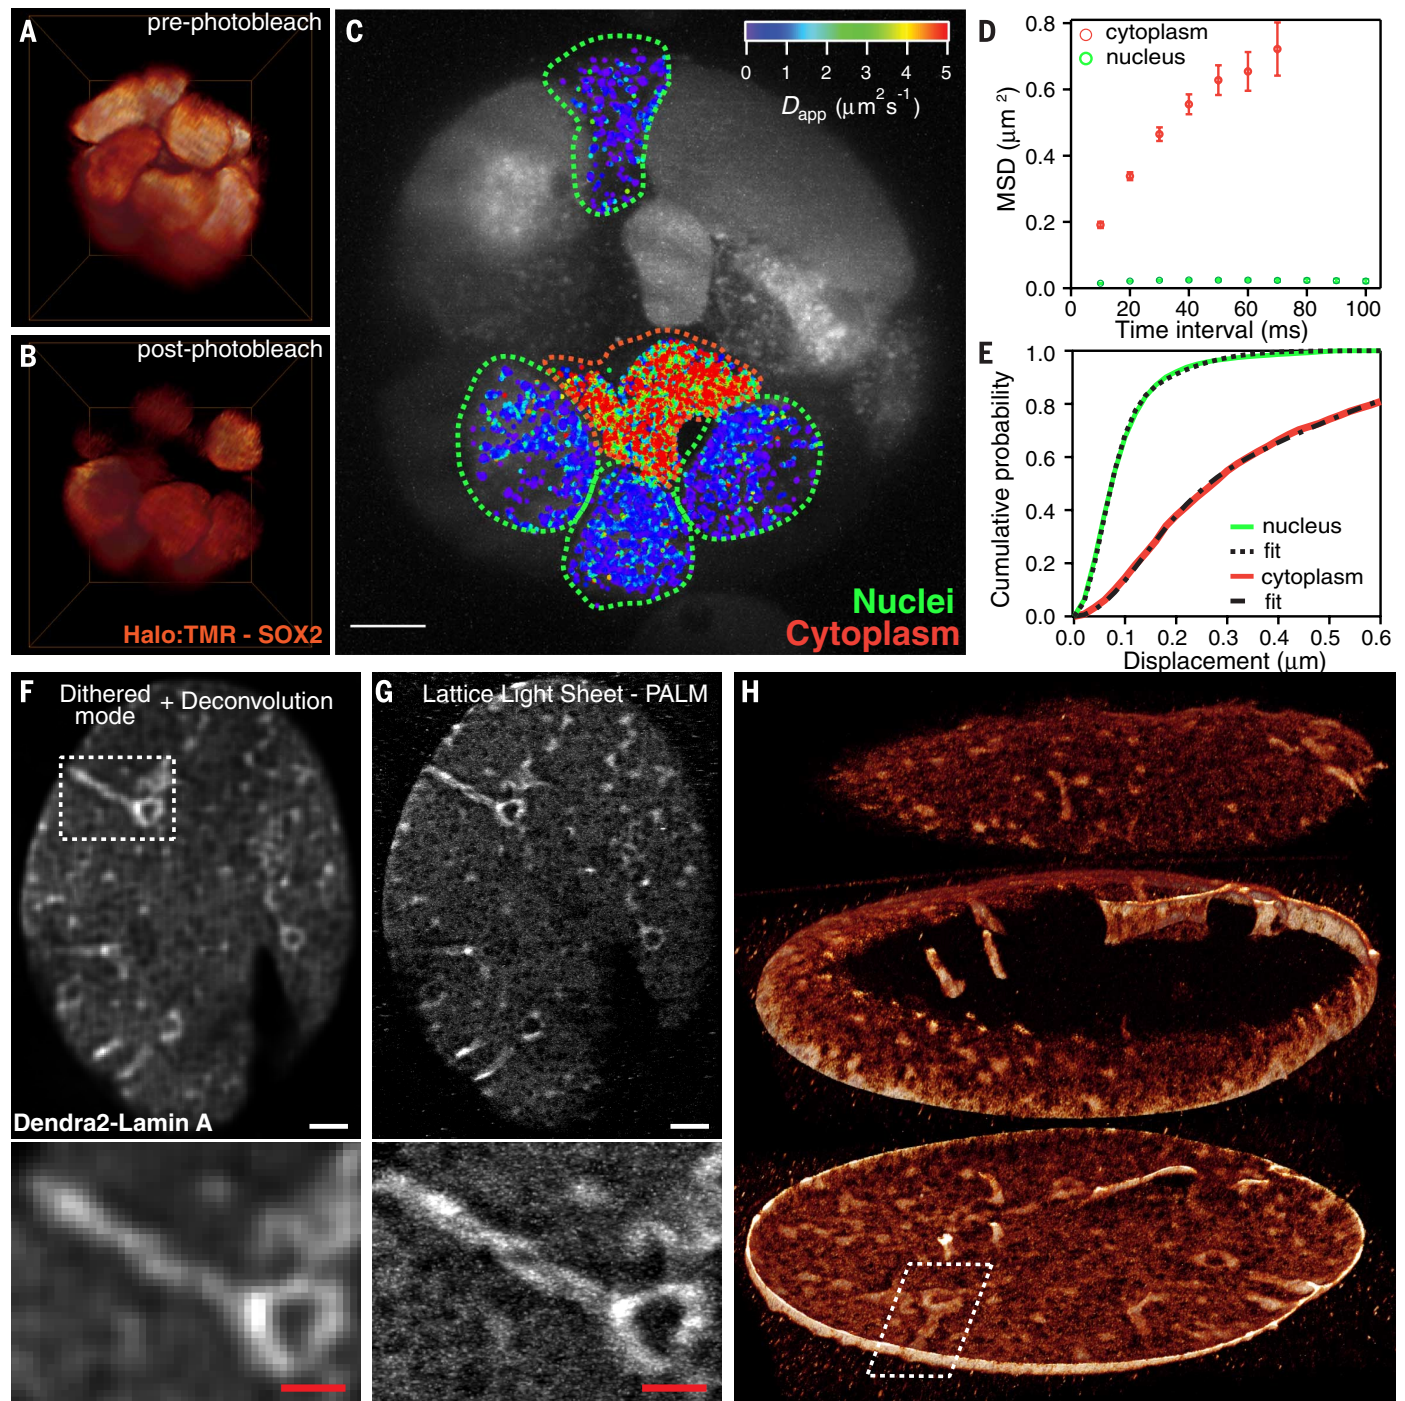 A
pre-photobleach
B
post-photobleach
Halo:TMR - SOX2
C
0 1 2 3 4 5
Dapp (μm²s⁻¹)
Nuclei
Cytoplasm
D
cytoplasm
nucleus
MSD (μm ²)
0.8
0.6
0.4
0.2
0.0
0 20 40 60 80 100
Time interval (ms)
E
Cumulative probability
1.0
0.8
0.6
0.4
0.2
0.0
nucleus
fit
cytoplasm
fit
0.0 0.1 0.2 0.3 0.4 0.5 0.6
Displacement (μm)
F
Dithered
mode
+ Deconvolution
Dendra2-Lamin A
G
Lattice Light Sheet - PALM
H